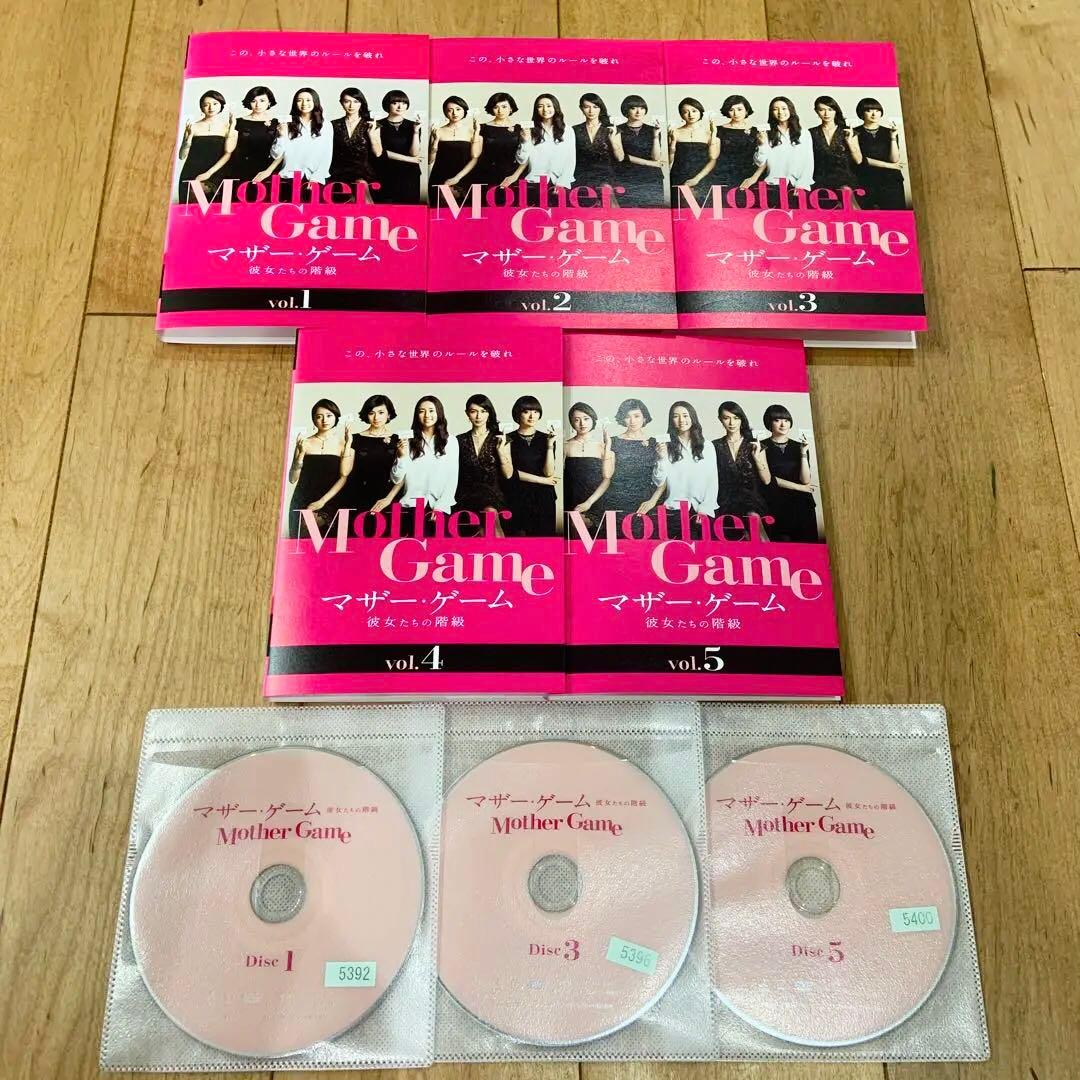 この、小さな世界のルールを破れ
Mother
Game
マザー・ゲーム
彼女たちの階級
vol.1
この、小さな世界のルールを破れ
Mother
Game
マザー・ゲーム
彼女たちの階級
vol.2
この、小さな世界のルールを破れ
Mother
Game
マザー・ゲーム
彼女たちの階級
vol.3
この、小さな世界のルールを破れ
Mother
Game
マザー・ゲーム
彼女たちの階級
vol.4
この、小さな世界のルールを破れ
Mother
Game
マザー・ゲーム
彼女たちの階級
vol.5
マザー・ゲーム 彼女たちの階級
Mother Game
Disc 1
5392
マザー・ゲーム 彼女たちの階級
Mother Game
Disc 3
5396
マザー・ゲーム 彼女たちの階級
Mother Game
Disc 5
5400